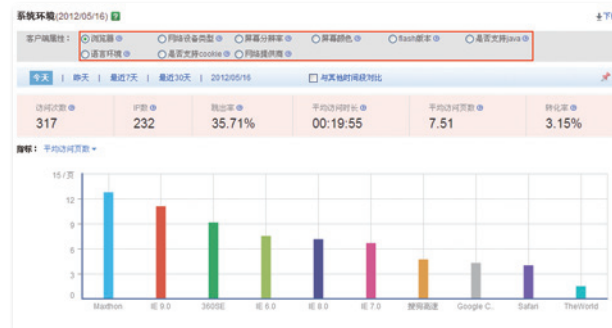 系统环境(2012/05/16)
客户端属性： 浏览器 网络设备类型 屏幕分辨率 屏幕颜色 flash版本 是否支持java
语言环境 是否支持cookie 网络提供商
今天 | 昨天 | 最近7天 | 最近30天 | 2012/05/16 与其他时间段对比
访问次数 IP数 跳出率 平均访问时长 平均访问页数 转化率
317 232 35.71% 00:19:55 7.51 3.15%
指标： 平均访问页数
15/页
12
9
6
3
0
Maxthon IE 9.0 360SE IE 6.0 IE 8.0 IE 7.0 搜狗高速 Google C. Safari TheWorld